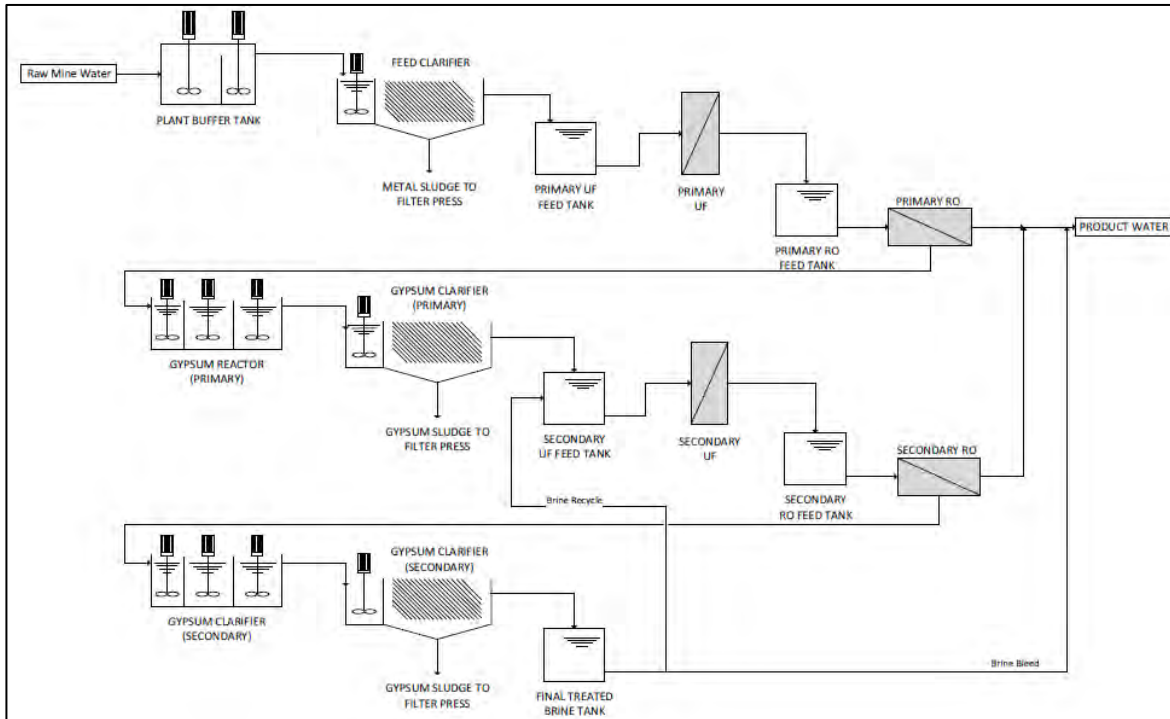 Raw Mine Water
PLANT BUFFER TANK
FEED CLARIFIER
METAL SLUDGE TO
FILTER PRESS
PRIMARY UF
FEED TANK
PRIMARY
UF
PRIMARY RO
FEED TANK
PRIMARY RO
PRODUCT WATER
GYPSUM REACTOR
(PRIMARY)
GYPSUM CLARIFIER
(PRIMARY)
GYPSUM SLUDGE TO
FILTER PRESS
SECONDARY
UF FEED TANK
SECONDARY
UF
SECONDARY
RO FEED TANK
SECONDARY RO
Brine Recycle
GYPSUM CLARIFIER
(SECONDARY)
GYPSUM CLARIFIER
(SECONDARY)
GYPSUM SLUDGE TO
FILTER PRESS
FINAL TREATED
BRINE TANK
Brine Bleed